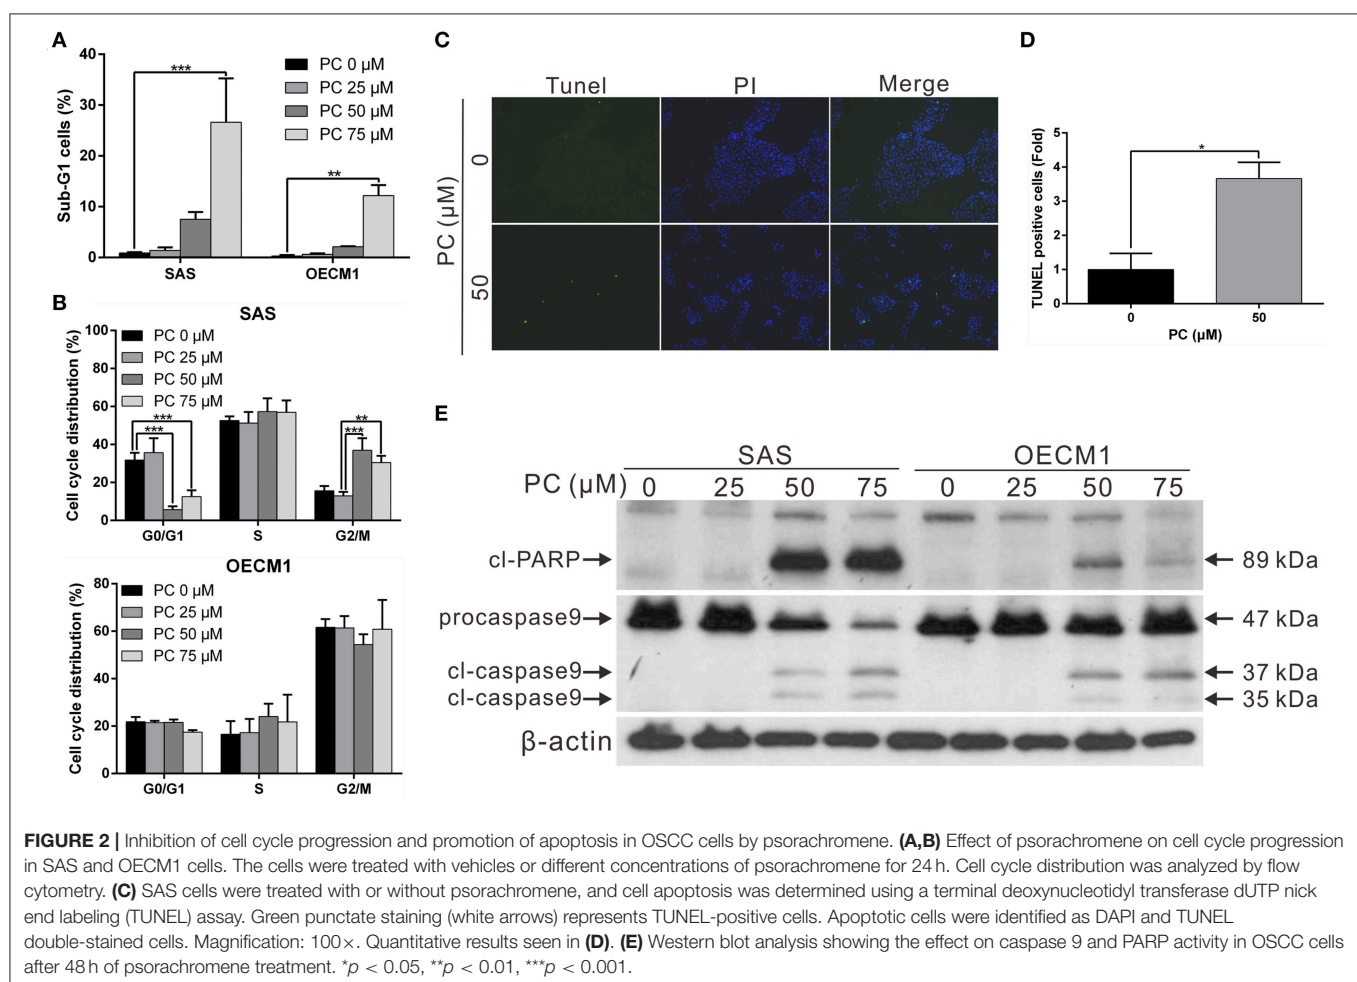 A
Sub-G1 cells (%)
40
30
20
10
0
PC 0 µM
PC 25 µM
PC 50 µM
PC 75 µM
***
**
SAS
OECM1
B
SAS
Cell cycle distribution (%)
100
80
60
40
20
0
PC 0 µM
PC 25 µM
PC 50 µM
PC 75 µM
***
***
**
***
G0/G1
S
G2/M
OECM1
Cell cycle distribution (%)
80
60
40
20
0
PC 0 µM
PC 25 µM
PC 50 µM
PC 75 µM
G0/G1
S
G2/M
C
Tunel PI Merge
PC (µM)
0
50
D
TUNEL positive cells (Fold)
5
4
3
2
1
0
*
0 50
PC (µM)
E
SAS OECM1
PC (µM) 0 25 50 75 0 25 50 75
cl-PARP 89 kDa
procaspase9 47 kDa
cl-caspase9 37 kDa
cl-caspase9 35 kDa
β-actin
FIGURE 2 | Inhibition of cell cycle progression and promotion of apoptosis in OSCC cells by psorachromene. (A,B) Effect of psorachromene on cell cycle progression
in SAS and OECM1 cells. The cells were treated with vehicles or different concentrations of psorachromene for 24 h. Cell cycle distribution was analyzed by flow
cytometry. (C) SAS cells were treated with or without psorachromene, and cell apoptosis was determined using a terminal deoxynucleotidyl transferase dUTP nick
end labeling (TUNEL) assay. Green punctate staining (white arrows) represents TUNEL-positive cells. Apoptotic cells were identified as DAPI and TUNEL
double-stained cells. Magnification: 100×. Quantitative results seen in (D). (E) Western blot analysis showing the effect on caspase 9 and PARP activity in OSCC cells
after 48 h of psorachromene treatment. *p < 0.05, **p < 0.01, ***p < 0.001.